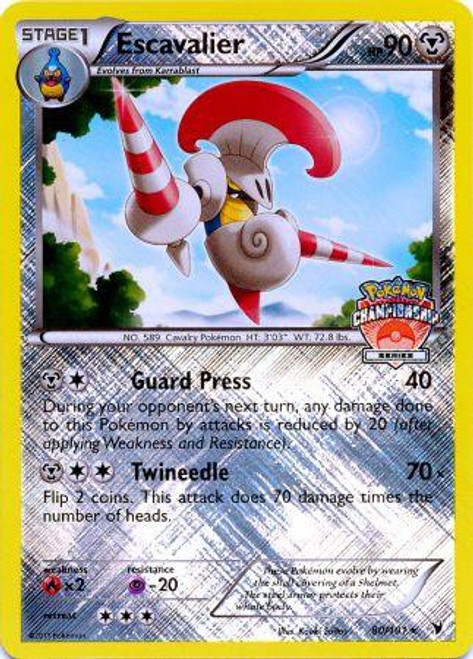 STAGE1
Escavalier
HP90
Evolves from Karrablast
NO. 589 Cavalry Pokémon HT: 3'03" WT: 72.8 lbs.
Pokémon
CHAMPIONSHIP
SERIES
Guard Press 40
During your opponent's next turn, any damage done
to this Pokémon by attacks is reduced by 20 (after
applying Weakness and Resistance).
Twineedle 70×
Flip 2 coins. This attack does 70 damage times the
number of heads.
weakness resistance
×2 -20
retreat
These Pokémon evolve by wearing
the shell covering of a Shelmet.
The steel armor protects their
whole body.
©2011 Pokémon
Illus.